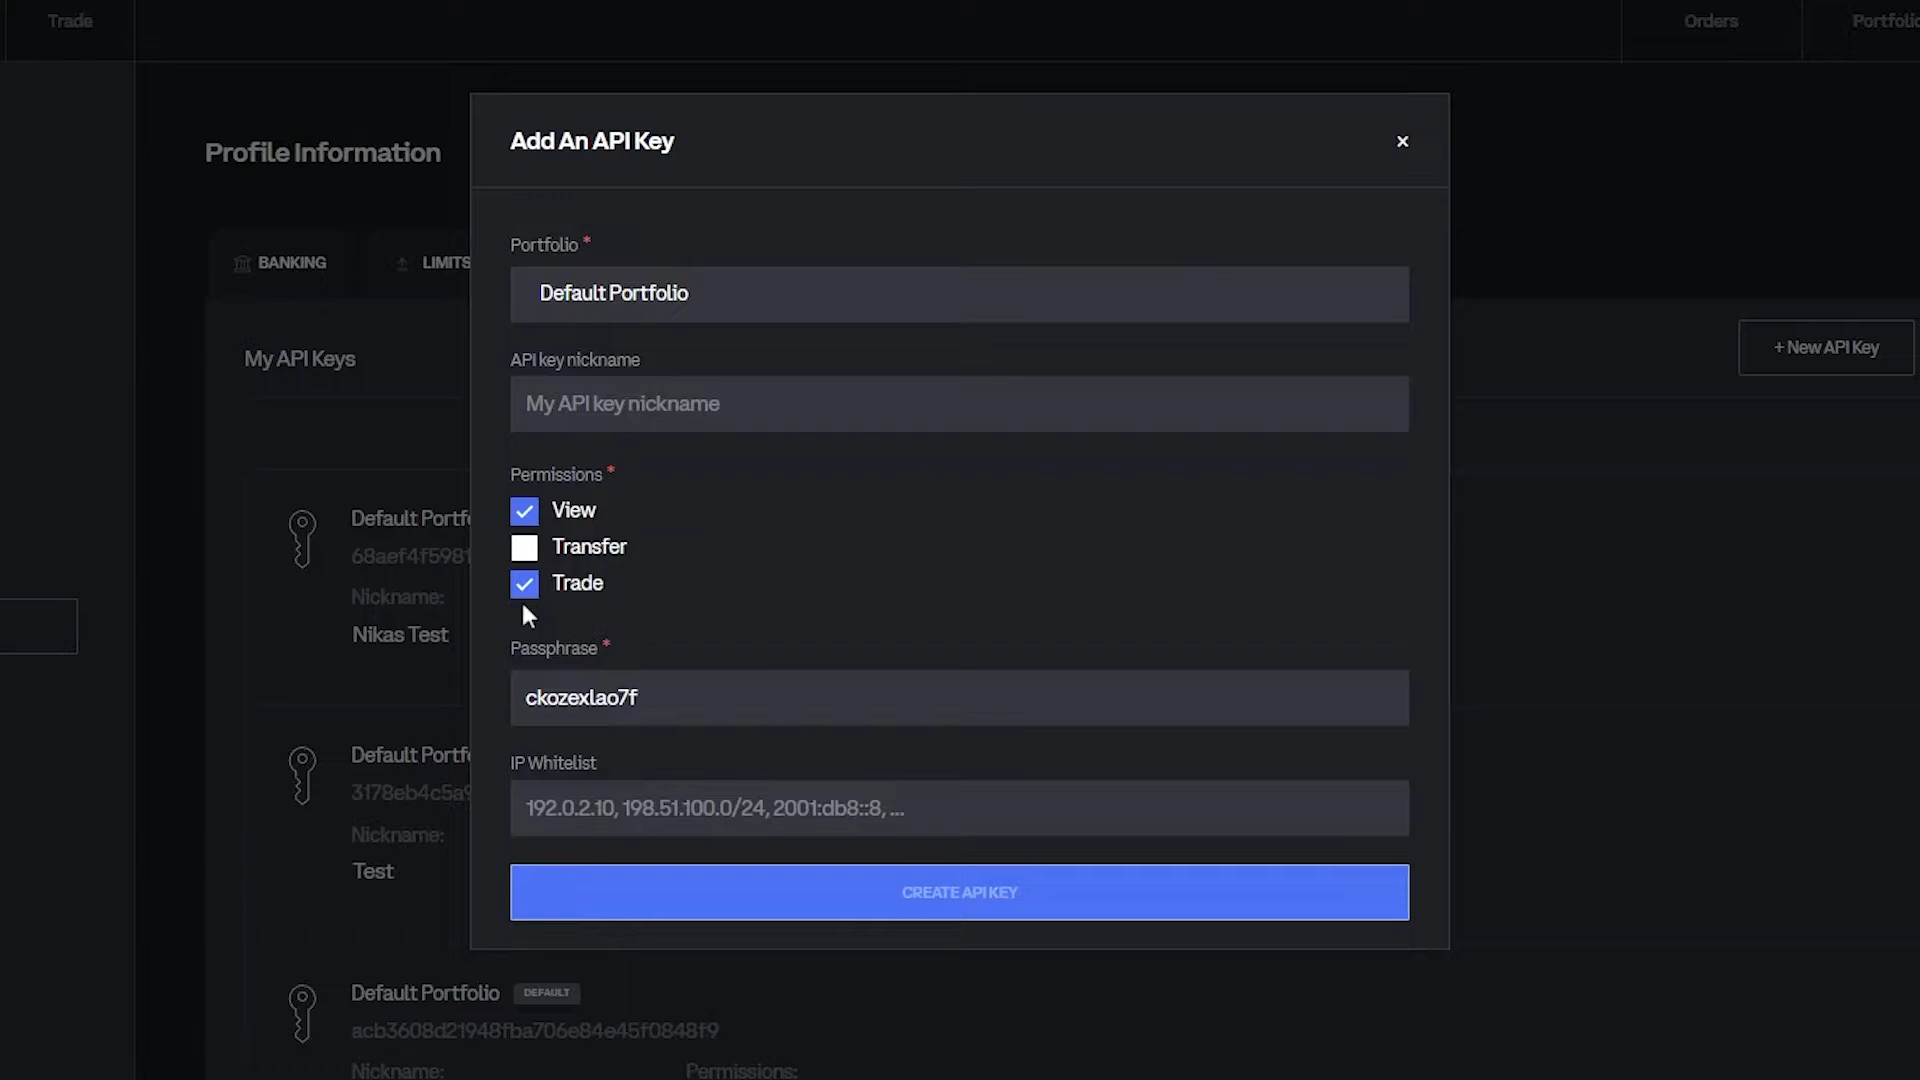 Trade
Orders
Portfolio
Profile Information
BANKING
LIMITS
My API Keys
+ New API Key
Default Portfo
68aef4f5981
Nickname:
Nikas Test
Default Portfo
3178eb4c5a9
Nickname:
Test
Default Portfolio DEFAULT
acb3608d21948fba706e84e45f0848f9
Nickname:
Permissions:
Add An API Key
×
Portfolio *
Default Portfolio
API key nickname
My API key nickname
Permissions *
View
Transfer
Trade
Passphrase *
ckozexlao7f
IP Whitelist
192.0.2.10, 198.51.100.0/24, 2001:db8::8, ...
CREATE API KEY